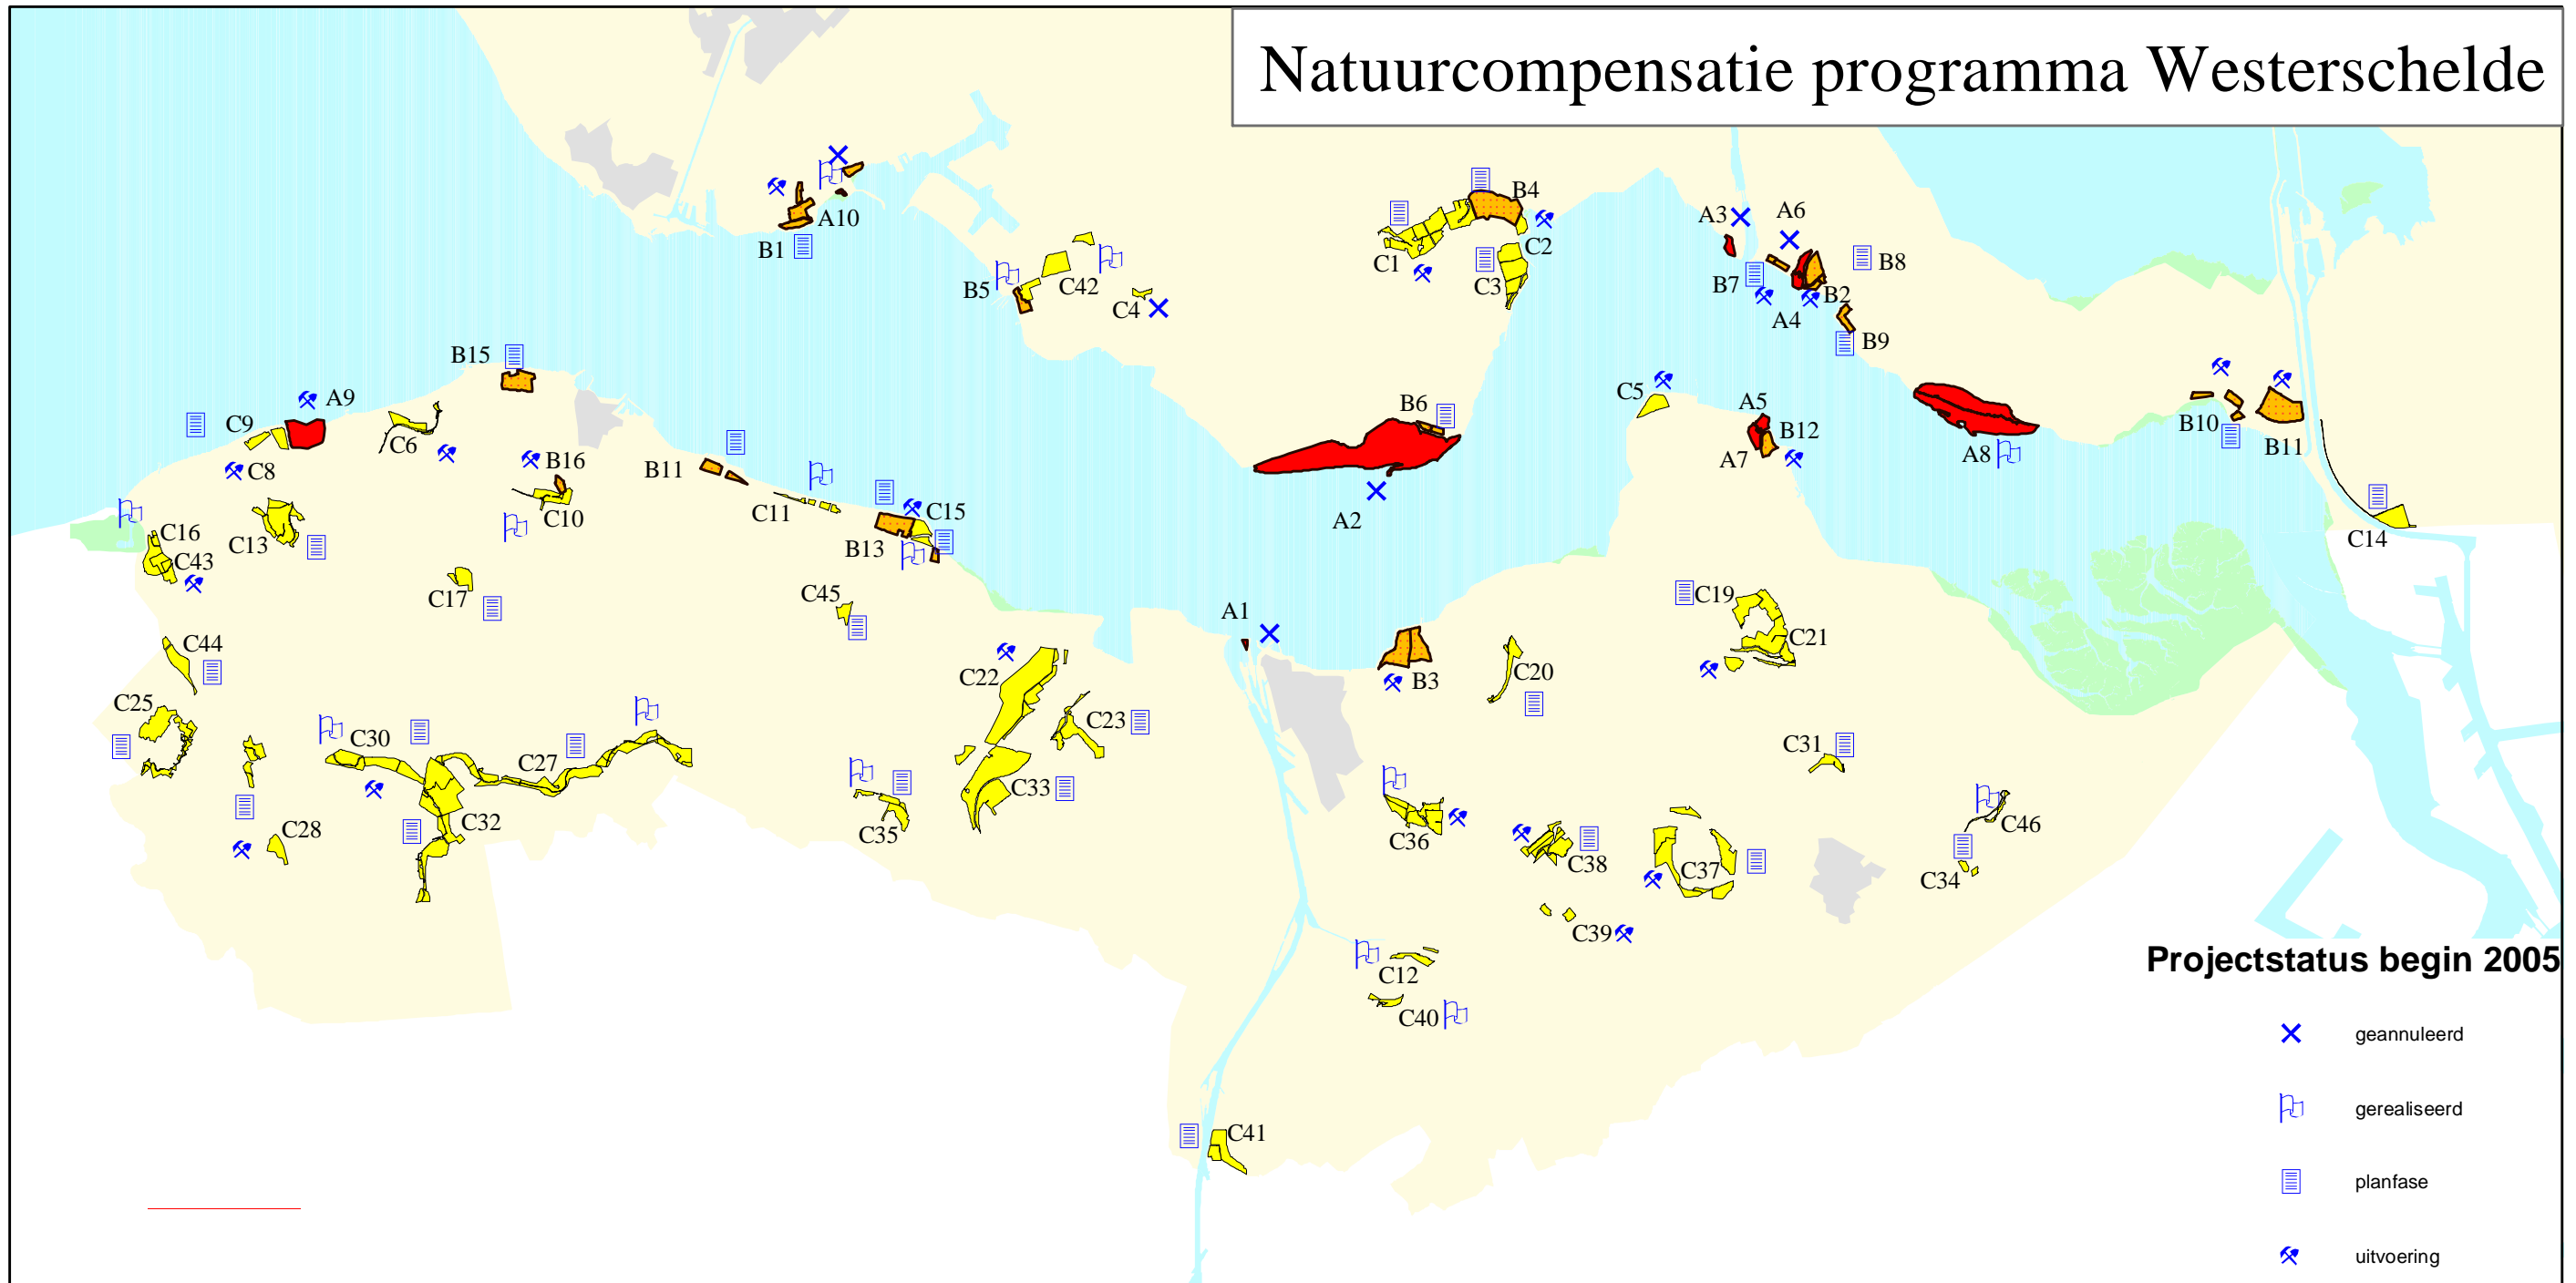 Natuurcompensatie programma Westerschelde
A10
B1
B4
C2
C1
C3
A3
A6
B8
B7
B2
A4
B9
B5
C42
C4
B15
A9
C9
C6
C8
B16
B11
C10
C11
C15
B13
B6
A2
C5
A5
B12
A7
A8
B10
B11
C14
C16
C13
C43
C17
C45
A1
C19
C21
C44
C22
C20
B3
C25
C23
C30
C27
C31
C33
C28
C32
C35
C36
C38
C37
C46
C34
C39
C12
C40
C41
Projectstatus begin 2005
geannuleerd
gerealiseerd
planfase
uitvoering